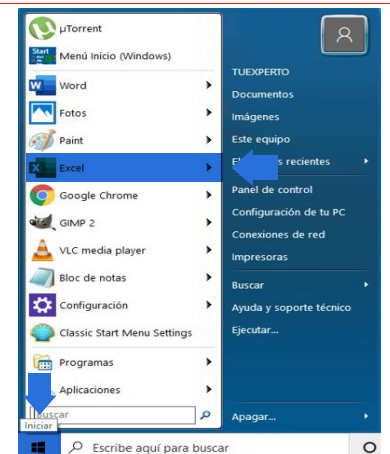 µTorrent
Start
Menú Inicio (Windows)
Word
Fotos
Paint
Excel
Google Chrome
GIMP 2
VLC media player
Bloc de notas
Configuración
Classic Start Menu Settings
Programas
Aplicaciones
Buscar
Iniciar
Escribe aquí para buscar
TUEXPERTO
Documentos
Imágenes
Este equipo
recientes
Panel de control
Configuración de tu PC
Conexiones de red
Impresoras
Buscar
Ayuda y soporte técnico
Ejecutar...
Apagar...